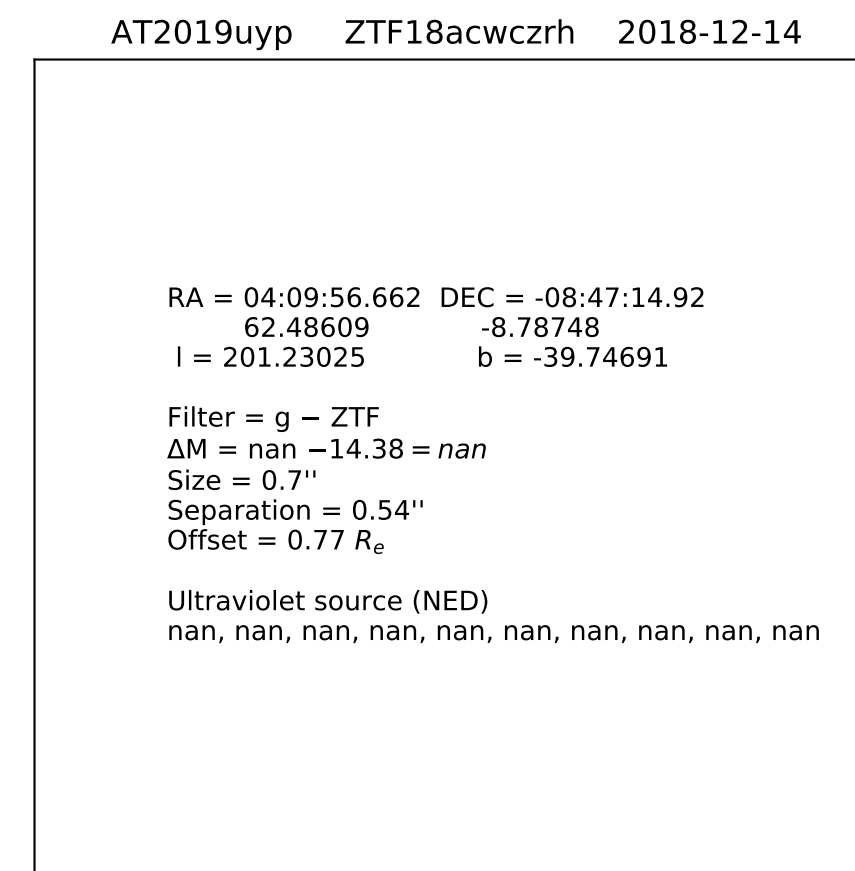 AT2019uyp ZTF18acwczrh 2018-12-14
RA = 04:09:56.662 DEC = -08:47:14.92
62.48609 -8.78748
l = 201.23025 b = -39.74691
Filter = g − ZTF
ΔM = nan −14.38 = nan
Size = 0.7''
Separation = 0.54''
Offset = 0.77 Re
Ultraviolet source (NED)
nan, nan, nan, nan, nan, nan, nan, nan, nan, nan